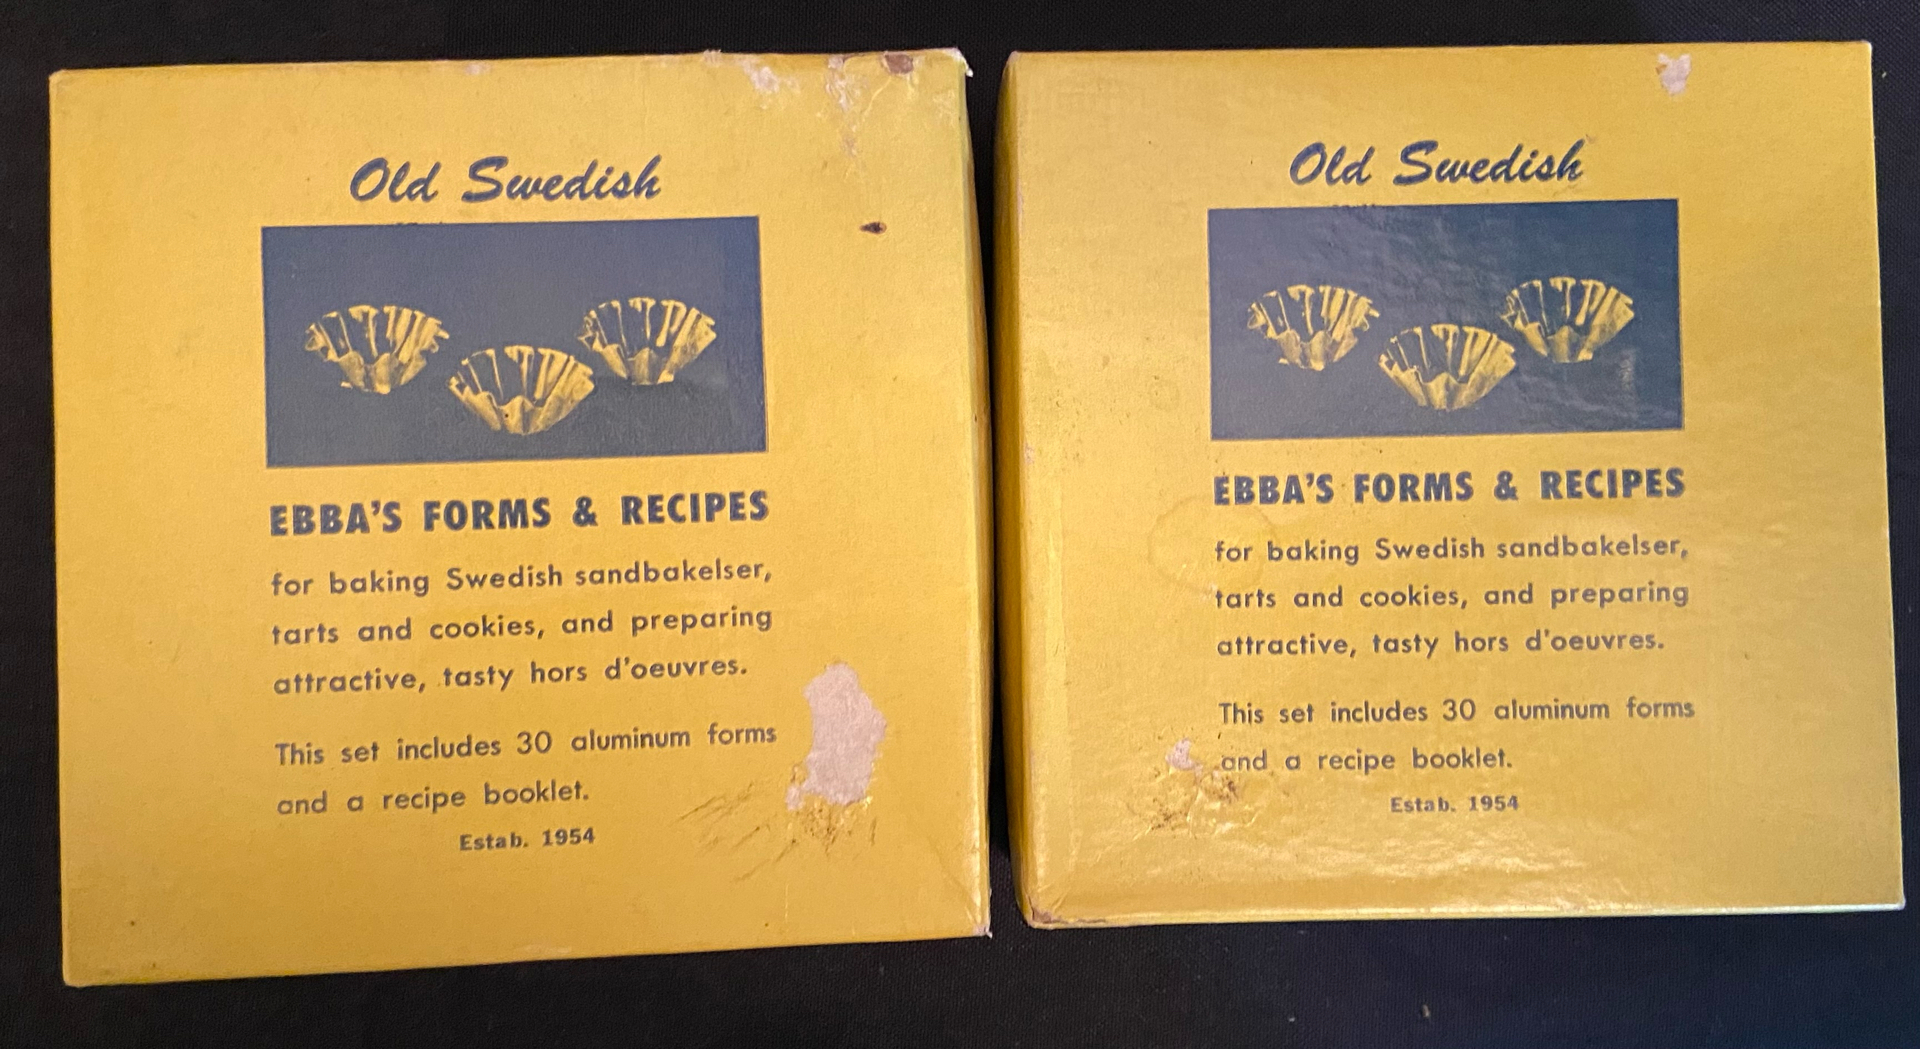 Old Swedish
EBBA'S FORMS & RECIPES
for baking Swedish sandbakelser,
tarts and cookies, and preparing
attractive, tasty hors d'oeuvres.
This set includes 30 aluminum forms
and a recipe booklet.
Estab. 1954
Old Swedish
EBBA'S FORMS & RECIPES
for baking Swedish sandbakelser,
tarts and cookies, and preparing
attractive, tasty hors d'oeuvres.
This set includes 30 aluminum forms
and a recipe booklet.
Estab. 1954